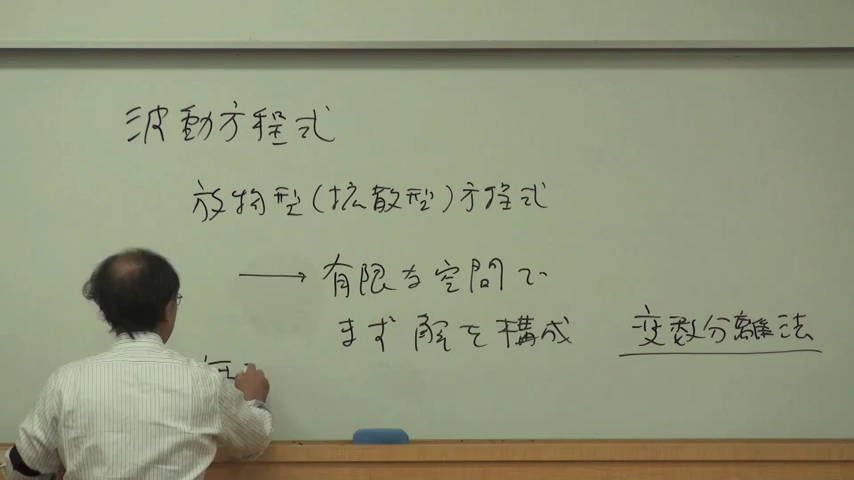 波動方程式
放物型(拡散型)方程式
→ 有限な空間で
まず解を構成 変数分離法